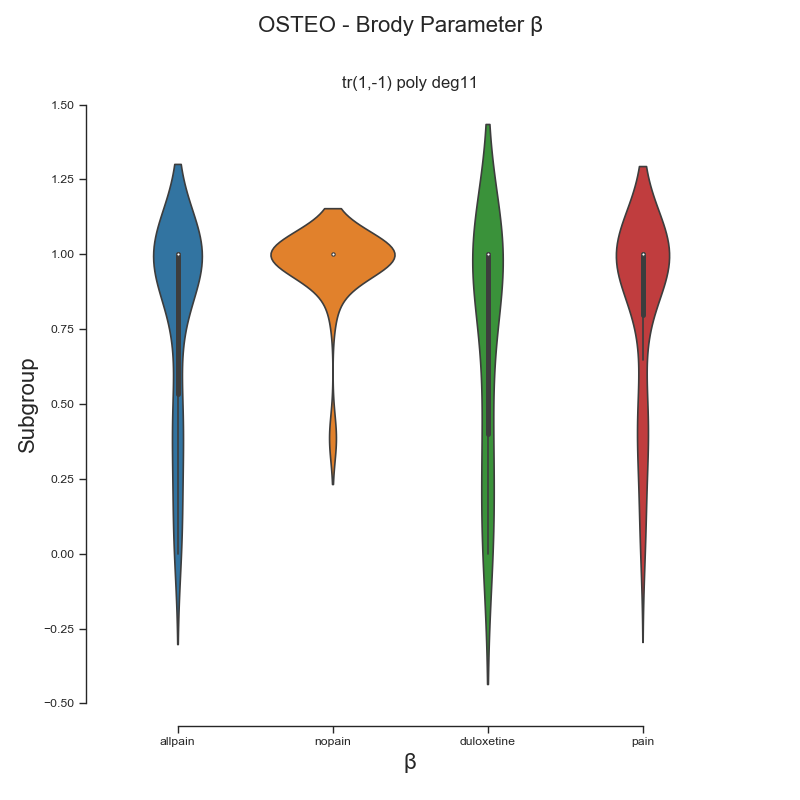 OSTEO - Brody Parameter β
tr(1,-1) poly deg11
1.50
1.25
1.00
0.75
0.50
0.25
0.00
−0.25
−0.50
Subgroup
allpain nopain duloxetine pain
β